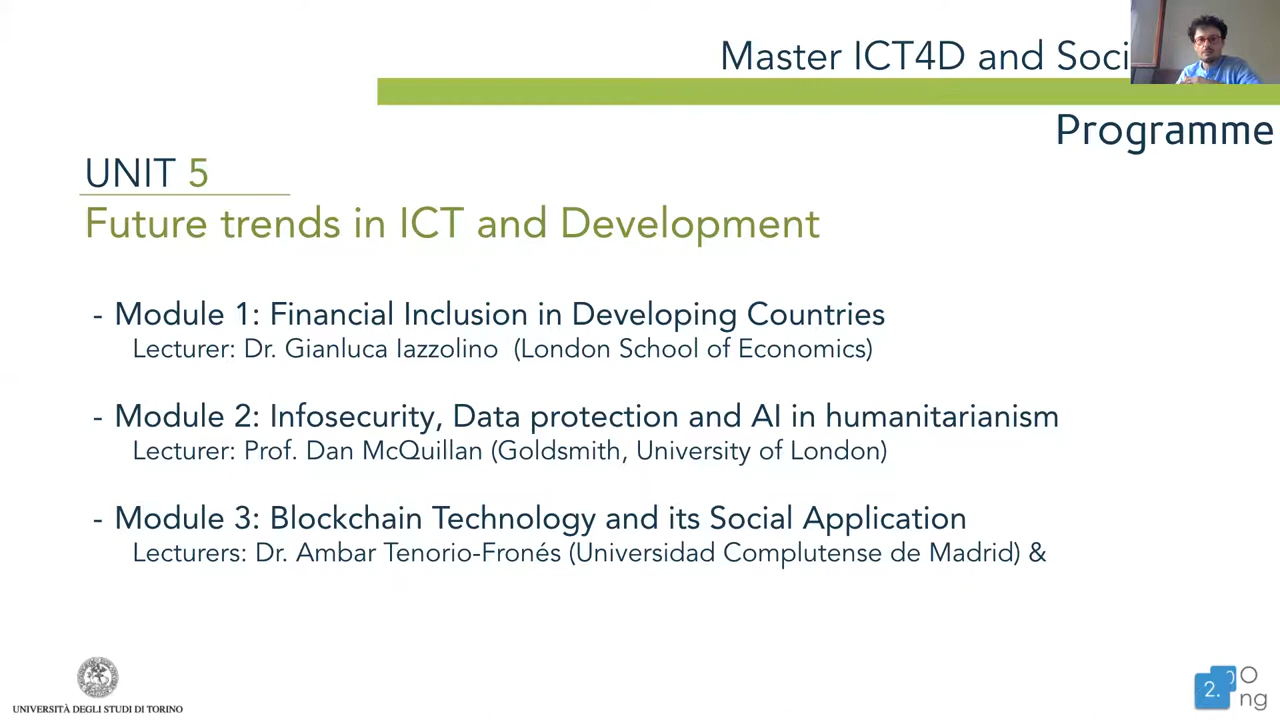 Master ICT4D and Soci
Programme
UNIT 5
Future trends in ICT and Development
- Module 1: Financial Inclusion in Developing Countries
Lecturer: Dr. Gianluca Iazzolino (London School of Economics)
- Module 2: Infosecurity, Data protection and AI in humanitarianism
Lecturer: Prof. Dan McQuillan (Goldsmith, University of London)
- Module 3: Blockchain Technology and its Social Application
Lecturers: Dr. Ambar Tenorio-Fronés (Universidad Complutense de Madrid) &
UNIVERSITÀ DEGLI STUDI DI TORINO
2.0
ong